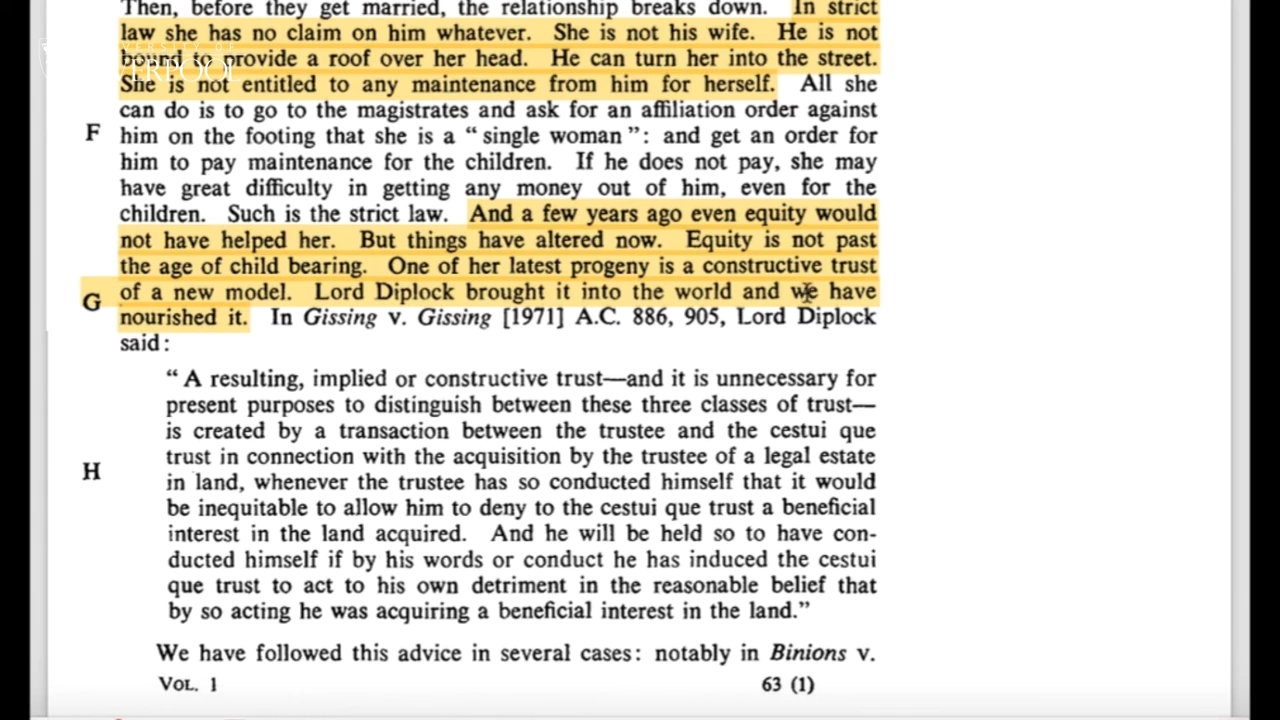 Then, before they get married, the relationship breaks down. In strict
law she has no claim on him whatever. She is not his wife. He is not
bound to provide a roof over her head. He can turn her into the street.
She is not entitled to any maintenance from him for herself. All she
can do is to go to the magistrates and ask for an affiliation order against
F him on the footing that she is a “single woman”: and get an order for
him to pay maintenance for the children. If he does not pay, she may
have great difficulty in getting any money out of him, even for the
children. Such is the strict law. And a few years ago even equity would
not have helped her. But things have altered now. Equity is not past
the age of child bearing. One of her latest progeny is a constructive trust
G of a new model. Lord Diplock brought it into the world and we have
nourished it. In Gissing v. Gissing [1971] A.C. 886, 905, Lord Diplock
said:
“A resulting, implied or constructive trust—and it is unnecessary for
present purposes to distinguish between these three classes of trust—
is created by a transaction between the trustee and the cestui que
trust in connection with the acquisition by the trustee of a legal estate
H in land, whenever the trustee has so conducted himself that it would
be inequitable to allow him to deny to the cestui que trust a beneficial
interest in the land acquired. And he will be held so to have con-
ducted himself if by his words or conduct he has induced the cestui
que trust to act to his own detriment in the reasonable belief that
by so acting he was acquiring a beneficial interest in the land.”
We have followed this advice in several cases: notably in Binions v.
VOL. 1 63 (1)